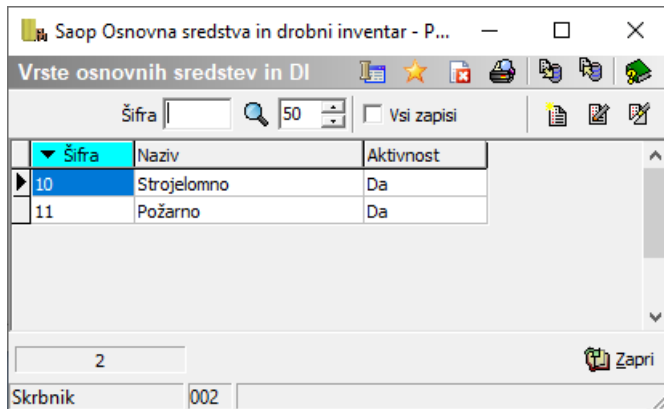 Saop Osnovna sredstva in drobni inventar - P...
Vrste osnovnih sredstev in DI
Šifra 50 Vsi zapisi
Šifra Naziv Aktivnost
10 Strojelomno Da
11 Požarno Da
2 Zapri
Skrbnik 002